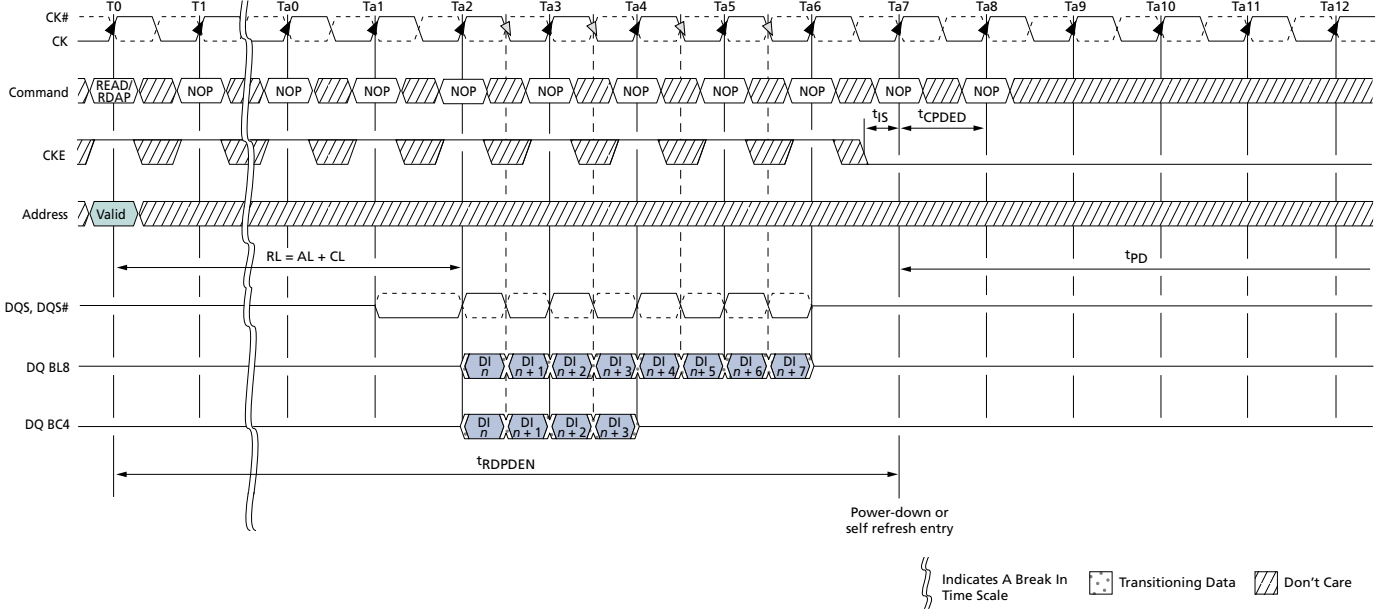 T0 T1 Ta0 Ta1 Ta2 Ta3 Ta4 Ta5 Ta6 Ta7 Ta8 Ta9 Ta10 Ta11 Ta12
CK#
CK
Command READ/ RDAP NOP NOP NOP NOP NOP NOP NOP NOP NOP NOP
tIS tCPDED
CKE
Address Valid
RL = AL + CL
tPD
DQS, DQS#
DQ BL8 DI n DI n + 1 DI n + 2 DI n + 3 DI n + 4 DI n+ 5 DI n + 6 DI n + 7
DQ BC4 DI n DI n + 1 DI n + 2 DI n + 3
tRDPDEN
Power-down or
self refresh entry
Indicates A Break In
Time Scale
Transitioning Data
Don't Care